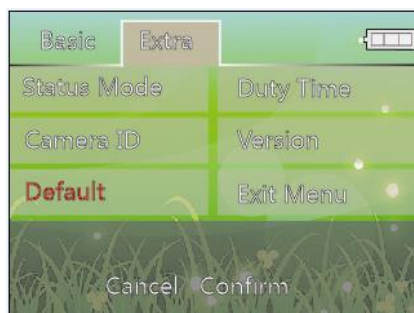 Basic Extra
Status Mode Duty Time
Camera ID Version
Default Exit Menu
Cancel Confirm